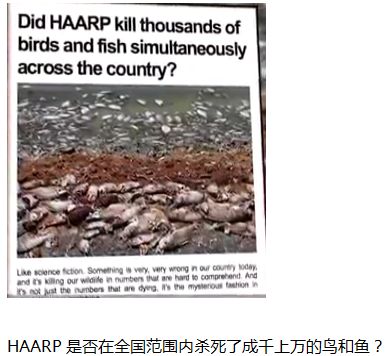 Did HAARP kill thousands of
birds and fish simultaneously
across the country?
Like science fiction. Something is very, very wrong in our country today,
and it's killing our wildlife in numbers that are hard to comprehend. And
it's not just the numbers that are dying, it's the mysterious fashion in
HAARP 是否在全国范围内杀死了成千上万的鸟和鱼？